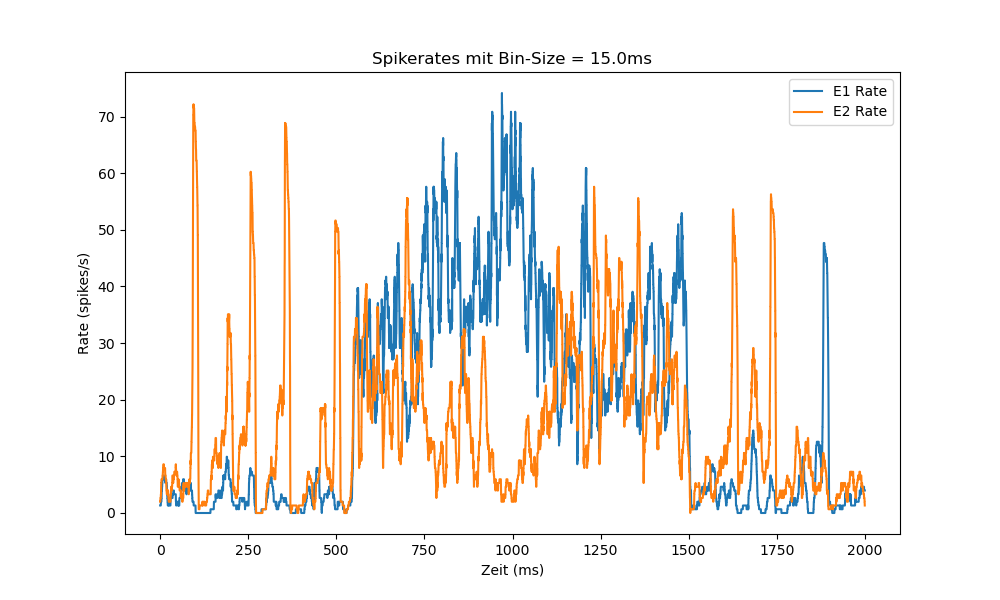 Spikerates mit Bin-Size = 15.0ms
E1 Rate
E2 Rate
Rate (spikes/s)
70
60
50
40
30
20
10
0
0 250 500 750 1000 1250 1500 1750 2000
Zeit (ms)